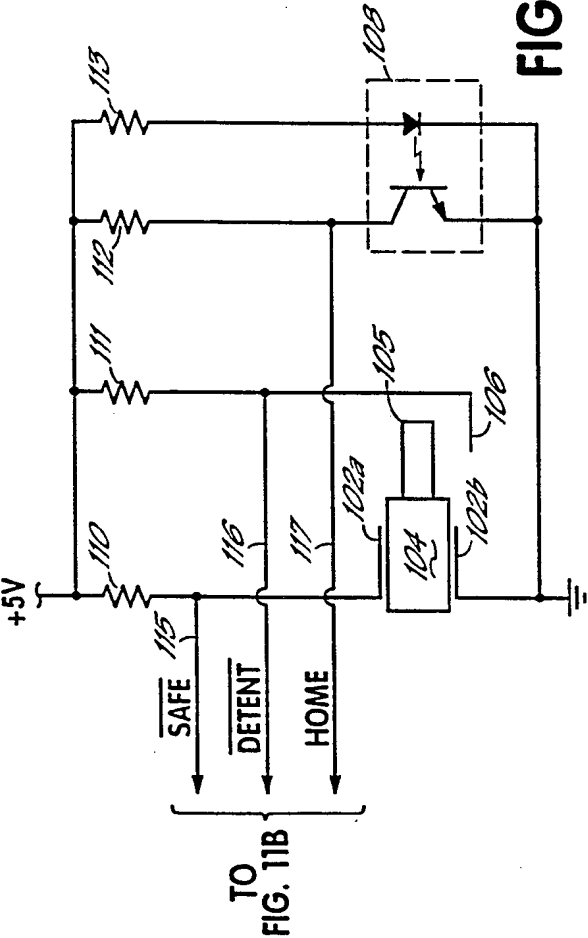 FIG
+5V
110
111
112
113
115
SAFE
116
DETENT
117
HOME
TO
FIG. 11B
102a
104
102b
105
106
108